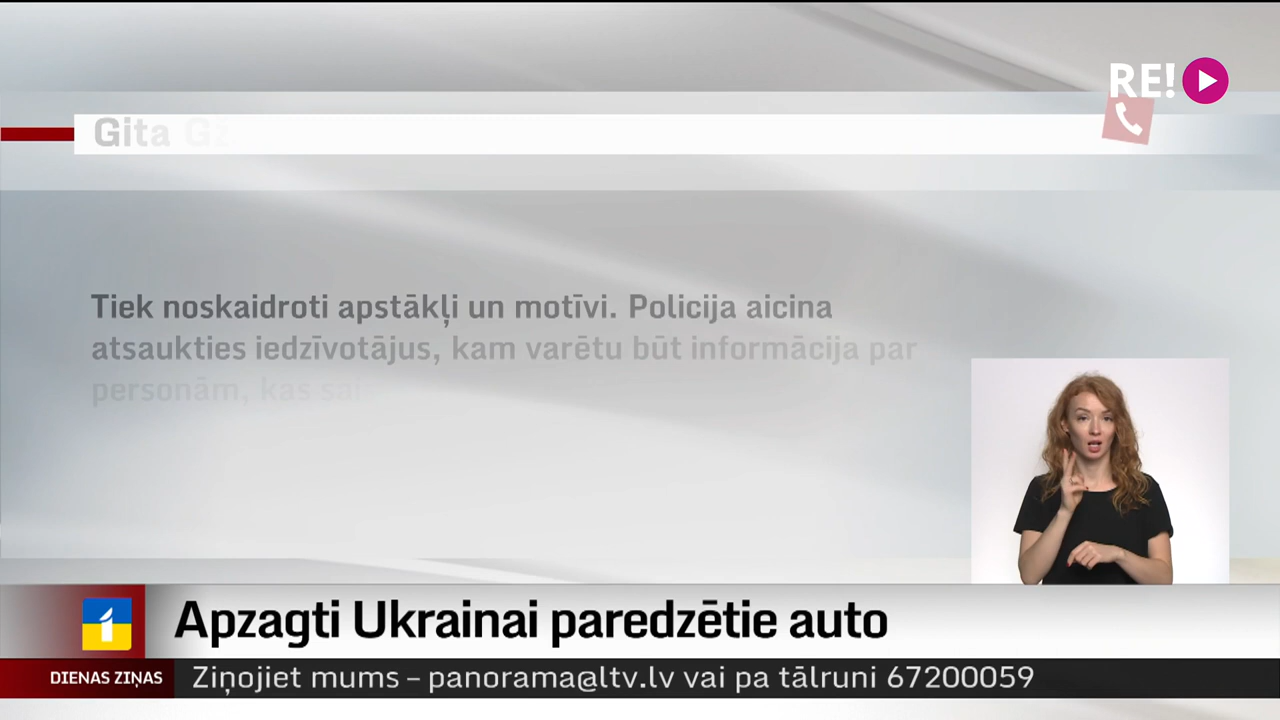 RE!
Gita
Tiek noskaidroti apstākļi un motīvi. Policija aicina
atsaukties iedzīvotājus, kam varētu būt informācija par
personām, kas
1
Apzagti Ukrainai paredzētie auto
DIENAS ZIŅAS
Ziņojiet mums – panorama@ltv.lv vai pa tālruni 67200059